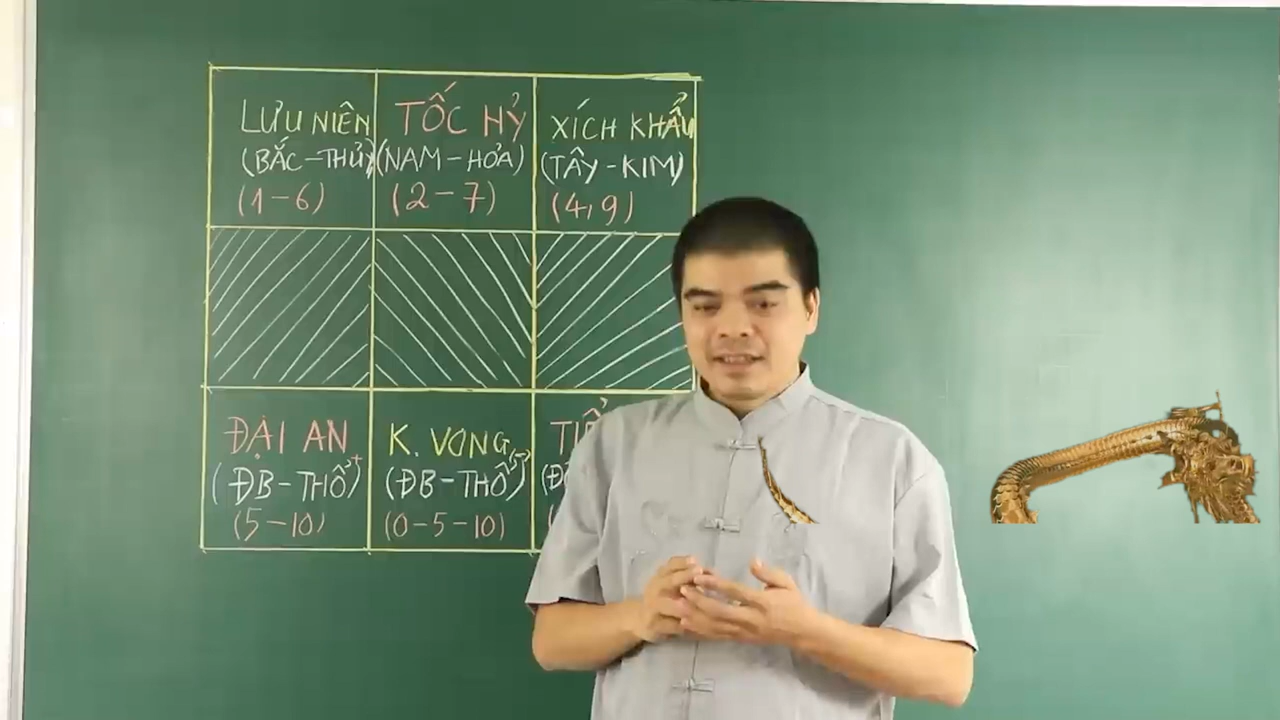 LƯU NIÊN
(BẮC-THỦY)
(1-6)
TỐC HỶ
(NAM-HỎA)
(2-7)
XÍCH KHẨU
(TÂY-KIM)
(4,9)
ĐẠI AN
(ĐB-THỔ+)
(5-10)
K. VONG
(ĐB-THỔ)
(0-5-10)